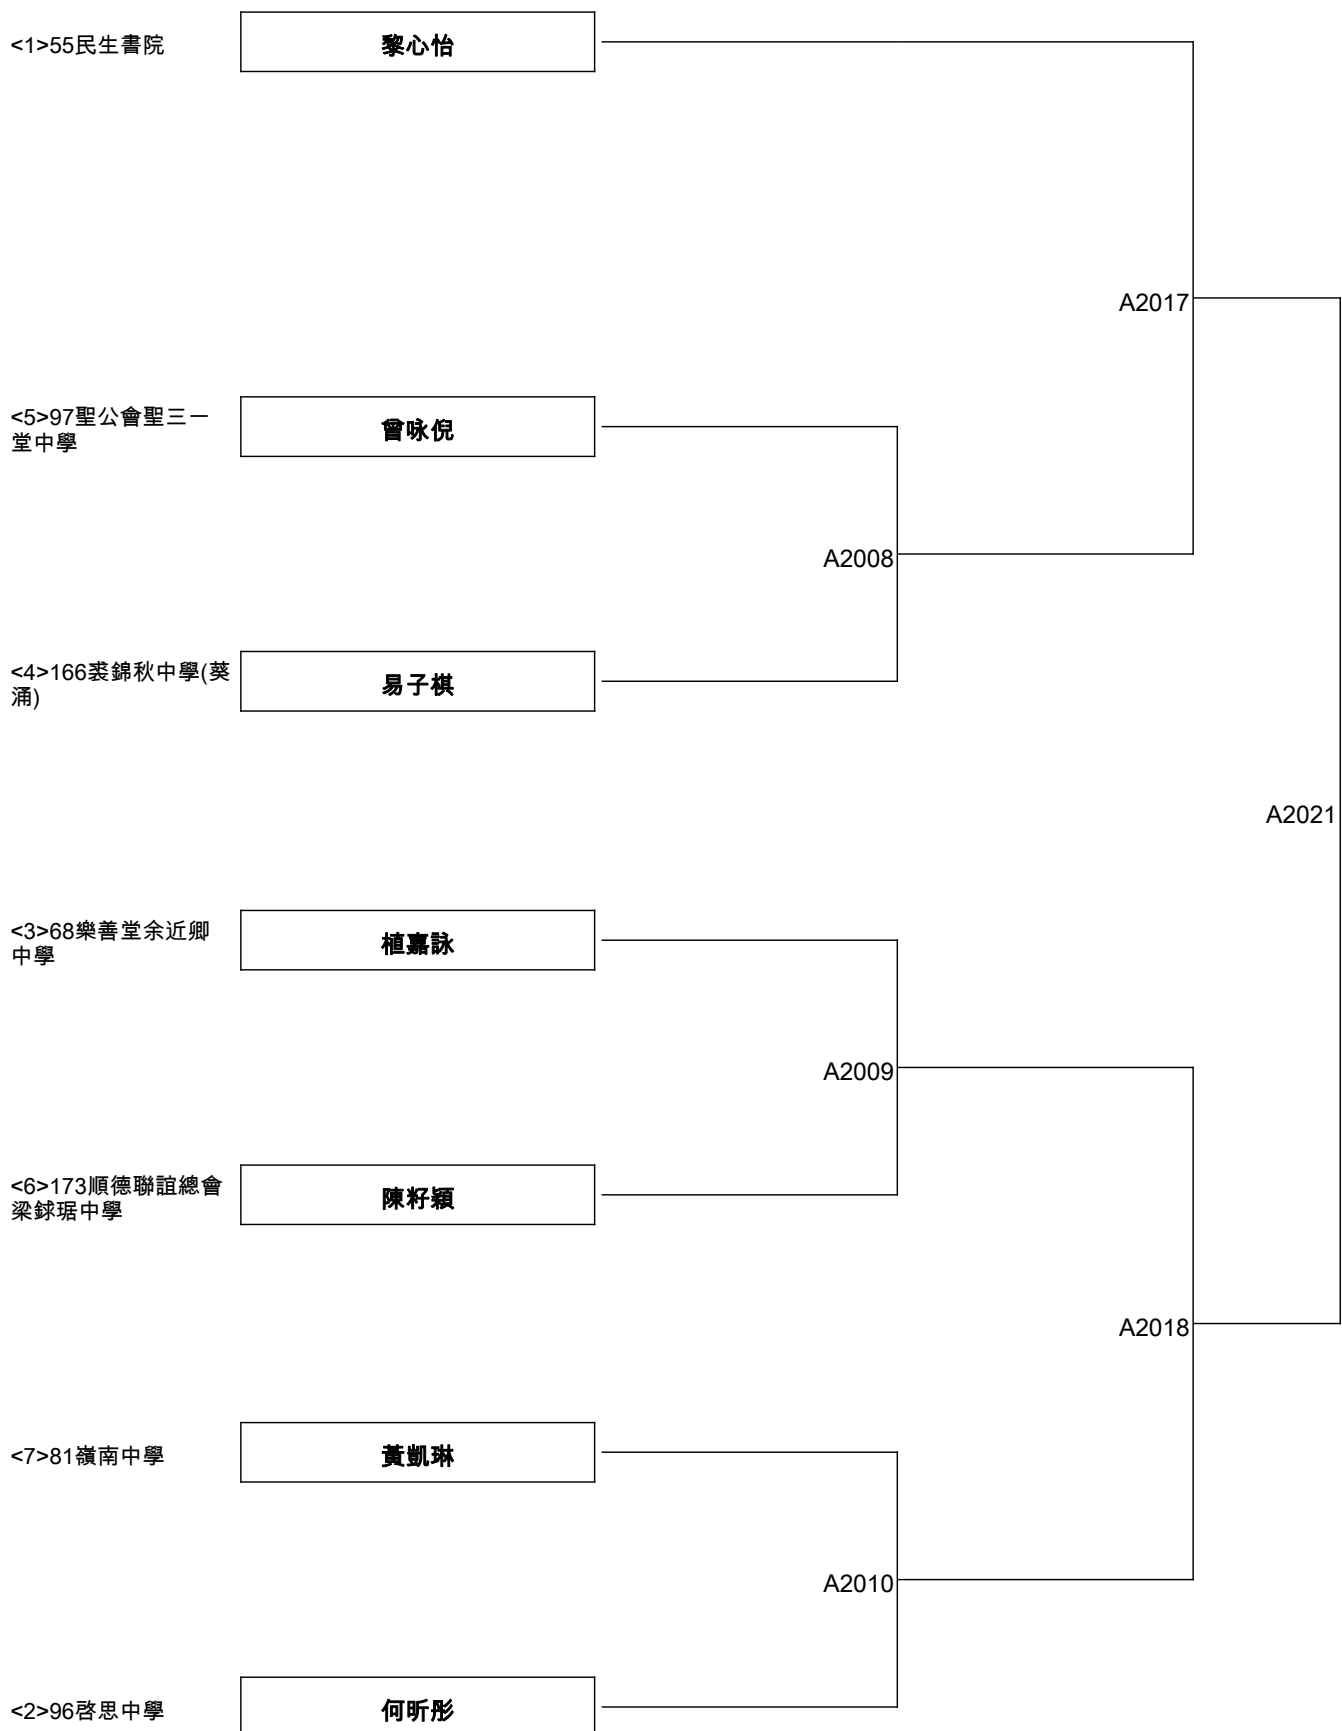 <1>55民生書院
黎心怡
A2017
<5>97聖公會聖三一
堂中學
曾咏倪
A2008
<4>166裘錦秋中學(葵
涌)
易子棋
A2021
<3>68樂善堂余近卿
中學
植嘉詠
A2009
<6>173順德聯誼總會
梁銶琚中學
陳籽穎
A2018
<7>81嶺南中學
黃凱琳
A2010
<2>96啓思中學
何昕彤